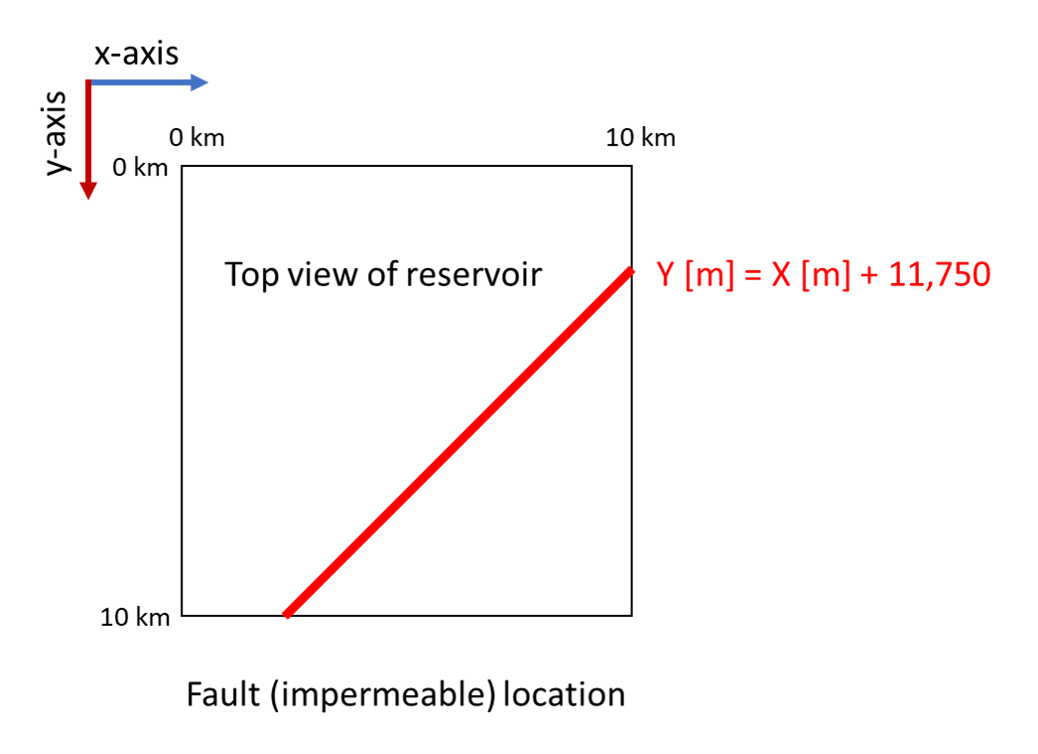 x-axis
y-axis
0 km
10 km
0 km
Top view of reservoir
Y [m] = X [m] + 11,750
10 km
Fault (impermeable) location